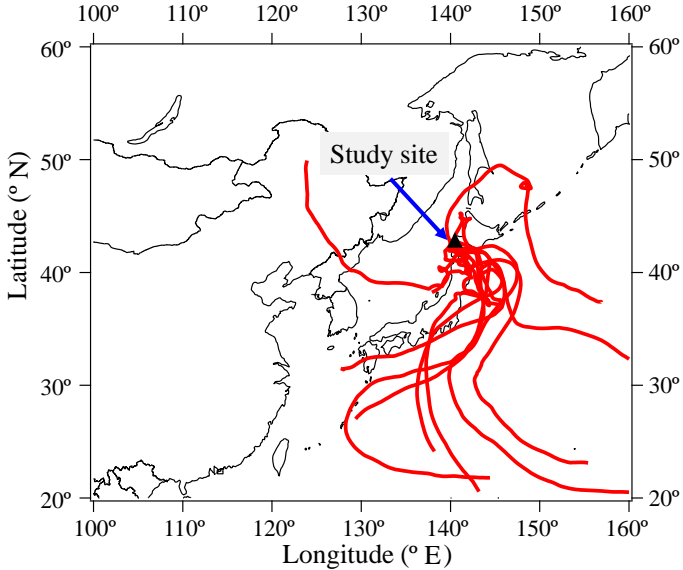 100º 110º 120º 130º 140º 150º 160º
60º 60º
Study site
50º 50º
40º 40º
30º 30º
20º 20º
Latitude (º N)
100º 110º 120º 130º 140º 150º 160º
Longitude (º E)